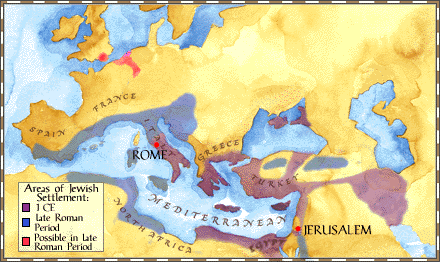 FRANCE
SPAIN
ITALY
ROME
GREECE
TURKEY
MEDITERRANEAN
NORTH AFRICA
EGYPT
JERUSALEM
Areas of Jewish
Settlement:
1 CE
late Roman
Period
Possible in late
Roman Period